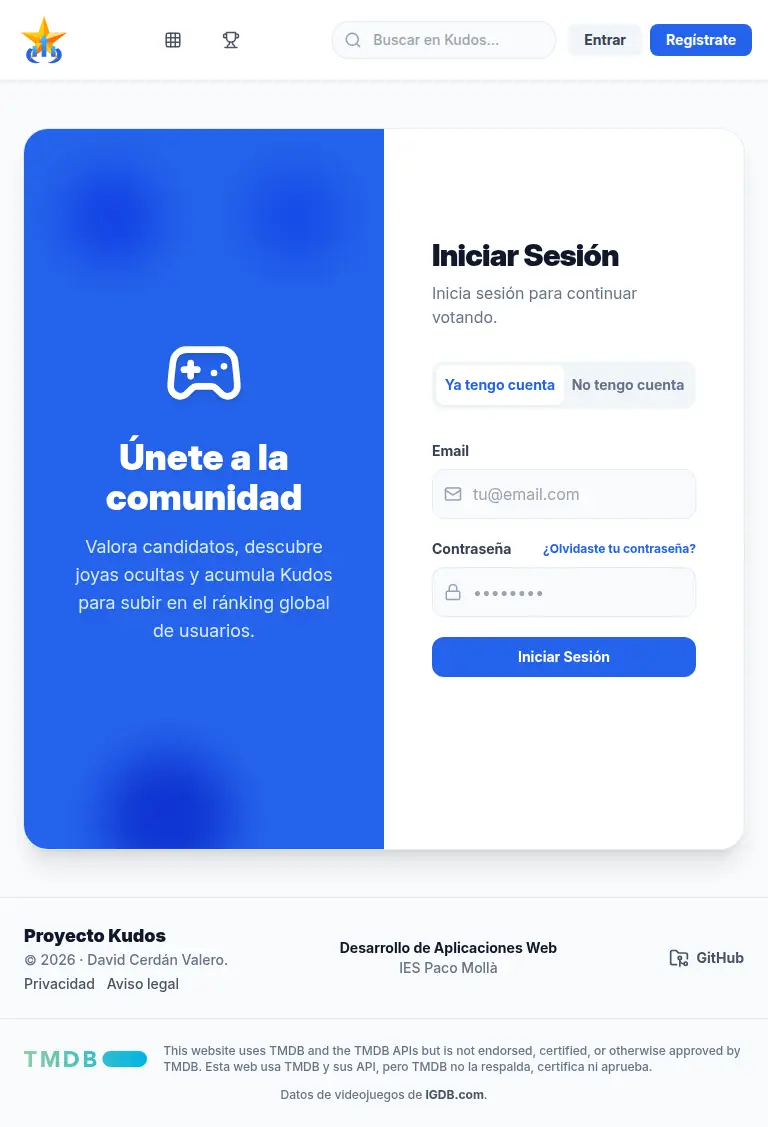 Buscar en Kudos...
Entrar
Regístrate
Únete a la
comunidad
Valora candidatos, descubre
joyas ocultas y acumula Kudos
para subir en el ránking global
de usuarios.
Iniciar Sesión
Inicia sesión para continuar
votando.
Ya tengo cuenta
No tengo cuenta
Email
tu@email.com
Contraseña
¿Olvidaste tu contraseña?
••••••••
Iniciar Sesión
Proyecto Kudos
© 2026 · David Cerdán Valero.
Privacidad Aviso legal
Desarrollo de Aplicaciones Web
IES Paco Mollà
GitHub
TMDB
This website uses TMDB and the TMDB APIs but is not endorsed, certified, or otherwise approved by
TMDB. Esta web usa TMDB y sus API, pero TMDB no la respalda, certifica ni aprueba.
Datos de videojuegos de IGDB.com.